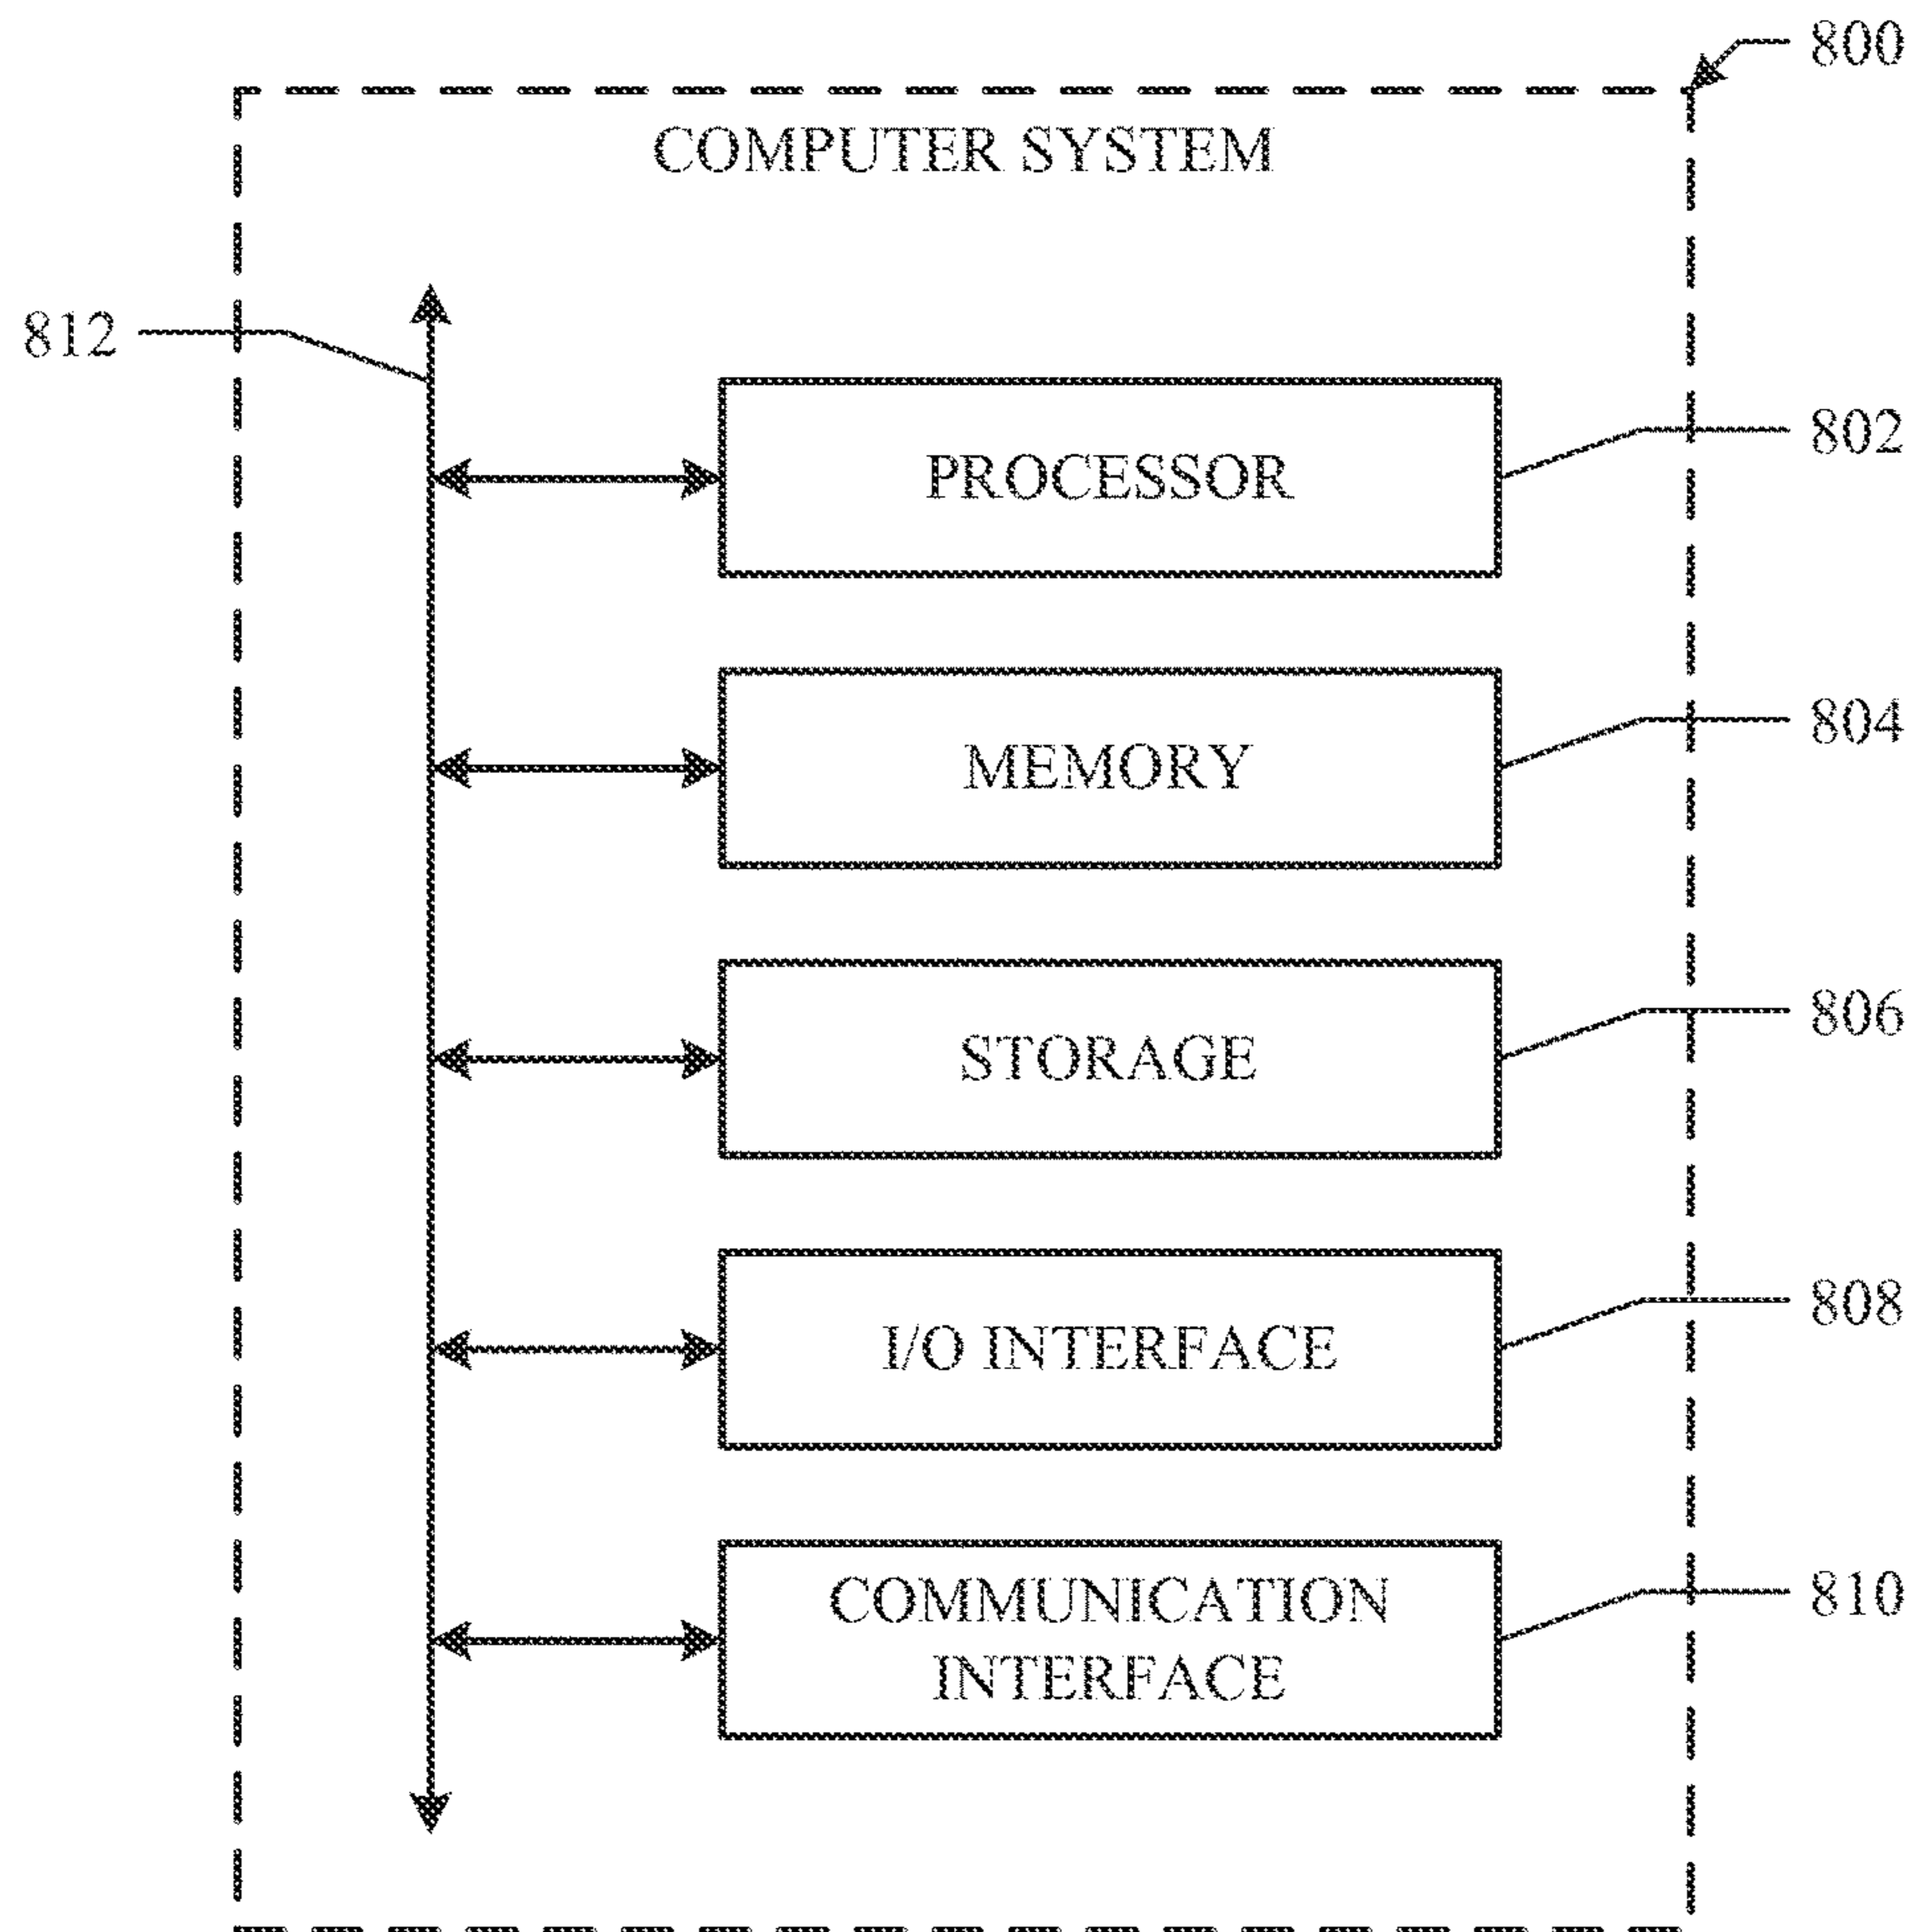 800
COMPUTER SYSTEM
812
PROCESSOR
802
MEMORY
804
STORAGE
806
I/O INTERFACE
808
COMMUNICATION
INTERFACE
810